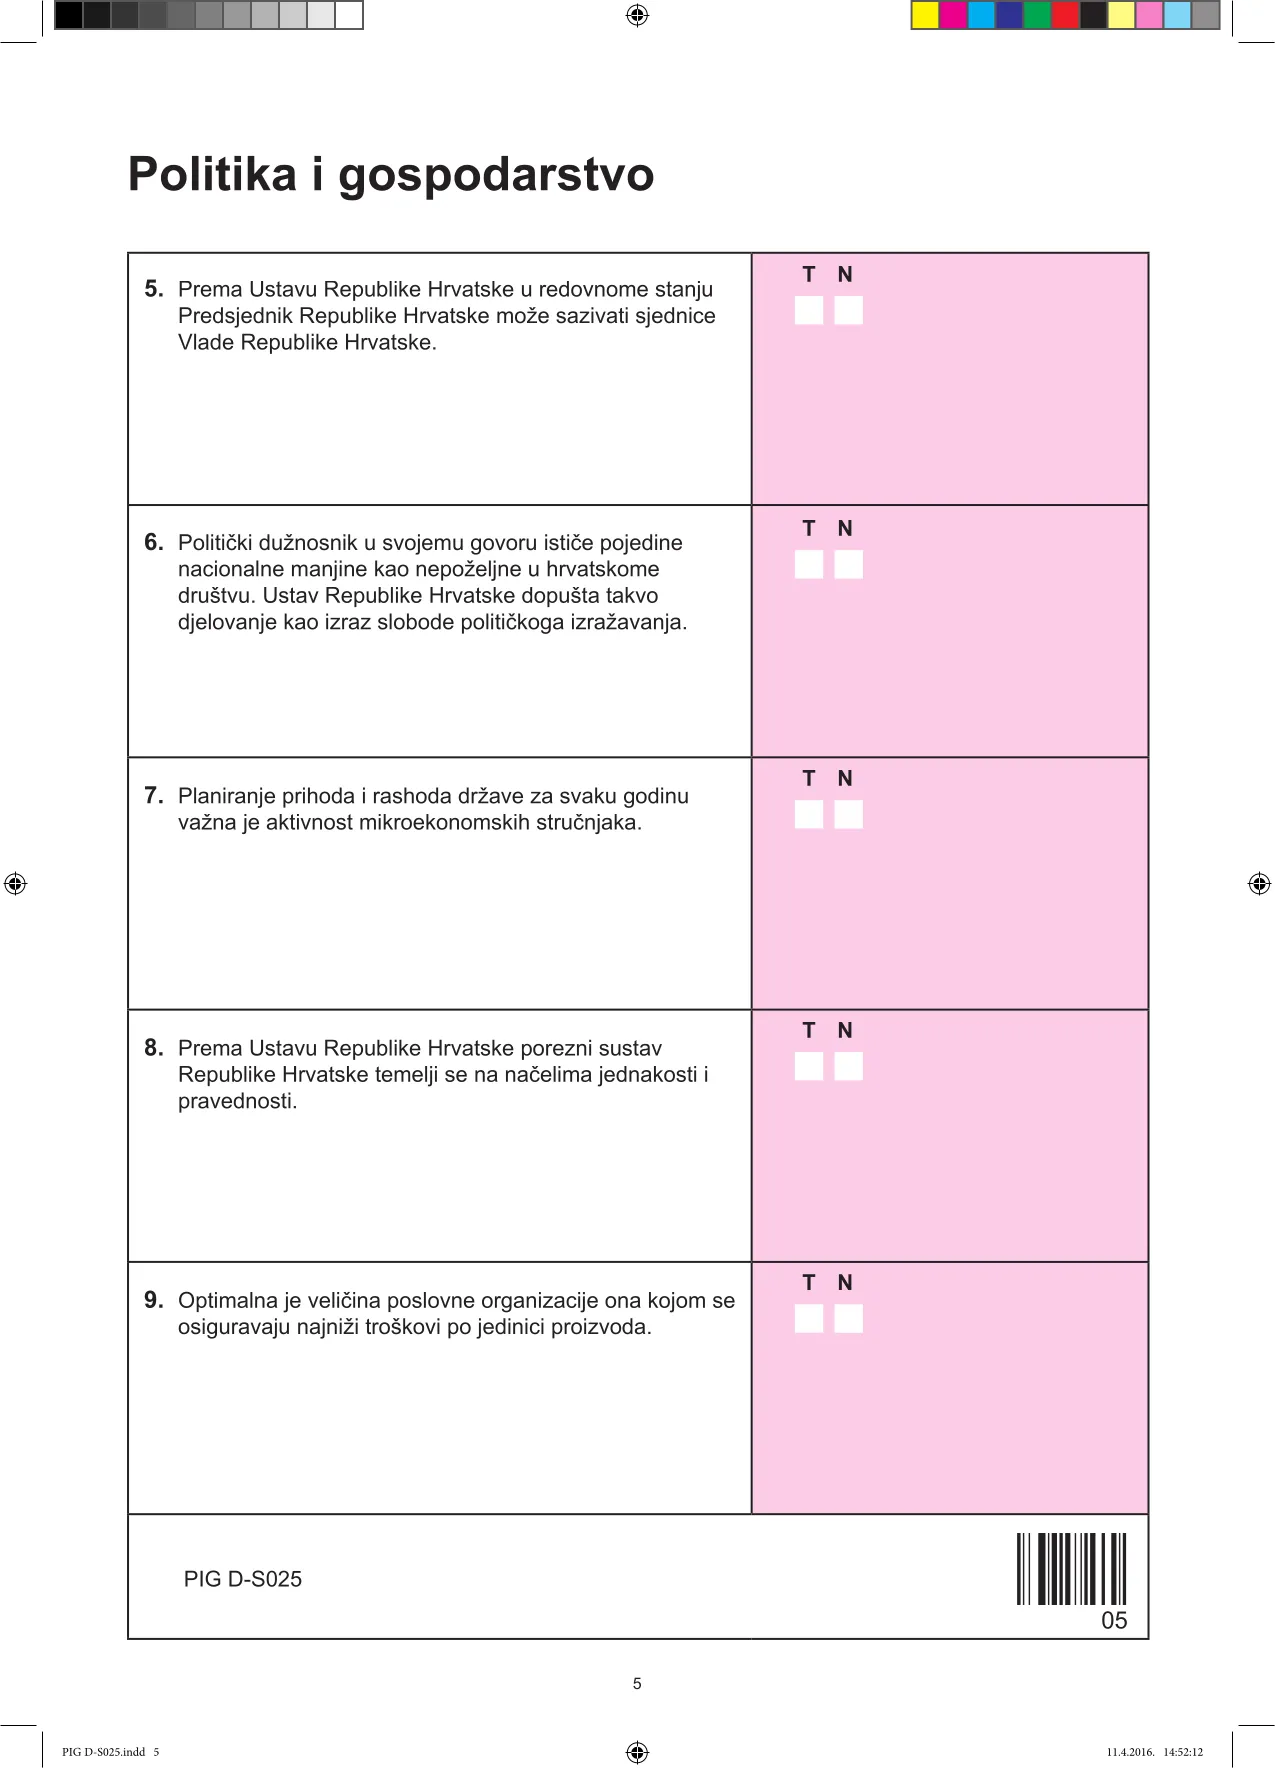 Politika i gospodarstvo
5. Prema Ustavu Republike Hrvatske u redovnome stanju
Predsjednik Republike Hrvatske može sazivati sjednice
Vlade Republike Hrvatske.
T N
6. Politički dužnosnik u svojemu govoru ističe pojedine
nacionalne manjine kao nepoželjne u hrvatskome
društvu. Ustav Republike Hrvatske dopušta takvo
djelovanje kao izraz slobode političkoga izražavanja.
T N
7. Planiranje prihoda i rashoda države za svaku godinu
važna je aktivnost mikroekonomskih stručnjaka.
T N
8. Prema Ustavu Republike Hrvatske porezni sustav
Republike Hrvatske temelji se na načelima jednakosti i
pravednosti.
T N
9. Optimalna je veličina poslovne organizacije ona kojom se
osiguravaju najniži troškovi po jedinici proizvoda.
T N
PIG D-S025
05
5
PIG D-S025.indd 5
11.4.2016. 14:52:12